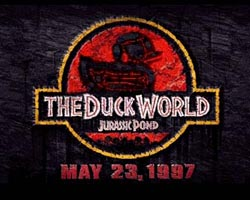 THE DUCK WORLD
JURASSIC POND
MAY 23, 1997